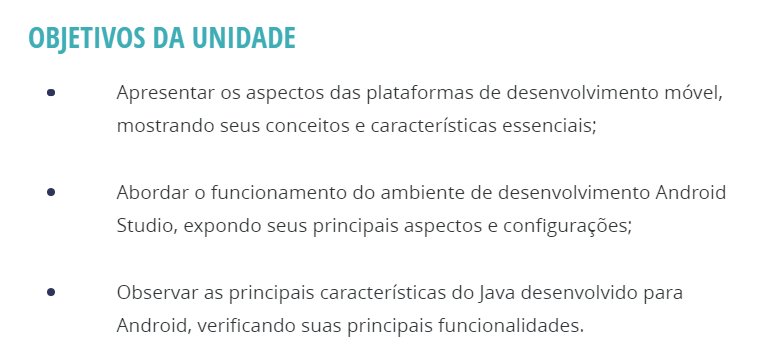 OBJETIVOS DA UNIDADE
• Apresentar os aspectos das plataformas de desenvolvimento móvel,
mostrando seus conceitos e características essenciais;
• Abordar o funcionamento do ambiente de desenvolvimento Android
Studio, expondo seus principais aspectos e configurações;
• Observar as principais características do Java desenvolvido para
Android, verificando suas principais funcionalidades.